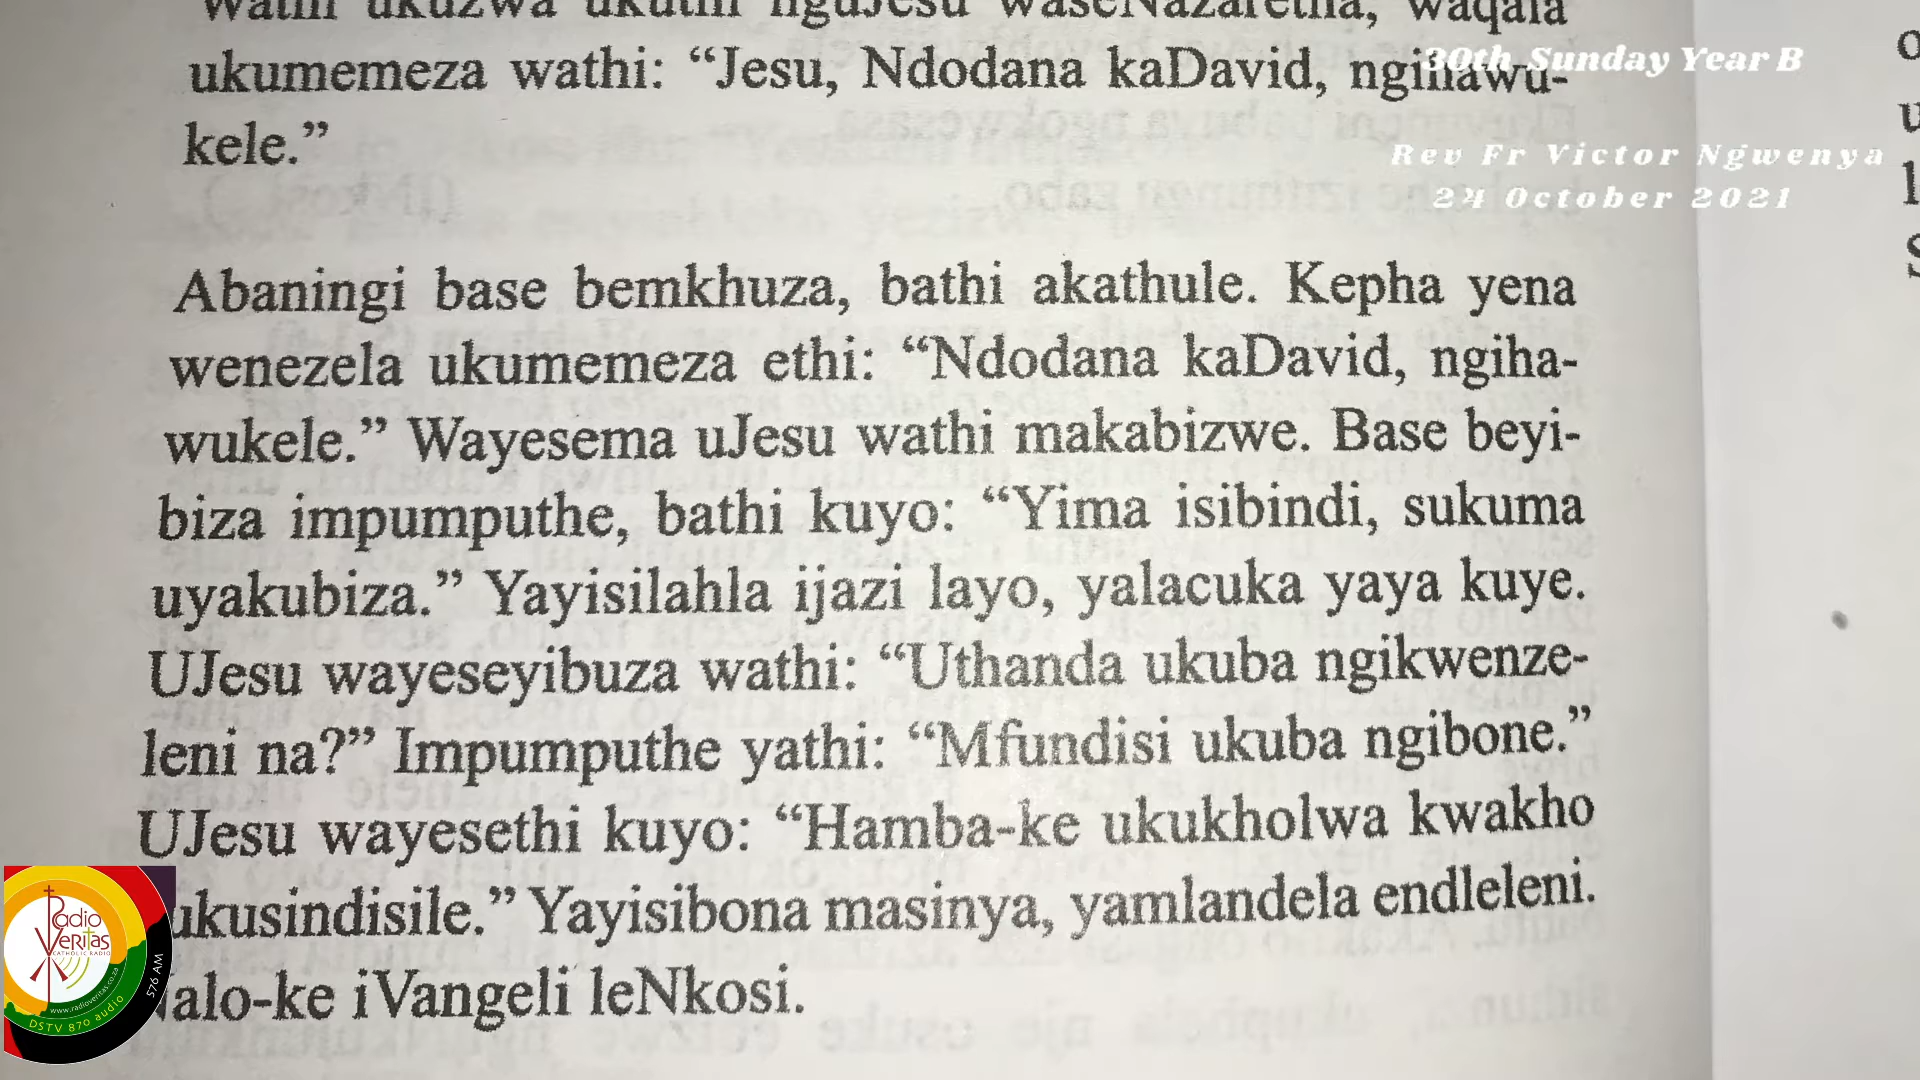 Wathi ukuzwa ukuthi nguJesu waseNazaretha, waqala
ukumemeza wathi: “Jesu, Ndodana kaDavid, ngihawu-
kele.”
30th Sunday Year B
Rev Fr Victor Ngwenya
24 October 2021
Abaningi base bemkhuza, bathi akathule. Kepha yena
wenezela ukumemeza ethi: “Ndodana kaDavid, ngiha-
wukele.” Wayesema uJesu wathi makabizwe. Base beyi-
biza impumputhe, bathi kuyo: “Yima isibindi, sukuma
uyakubiza.” Yayisilahla ijazi layo, yalacuka yaya kuye.
UJesu wayeseyibuza wathi: “Uthanda ukuba ngikwenze-
leni na?” Impumputhe yathi: “Mfundisi ukuba ngibone.”
UJesu wayesethi kuyo: “Hamba-ke ukukholwa kwakho
ukusindisile.” Yayisibona masinya, yamlandela endleleni.
iVangeli leNkosi.
Radio
Veritas
CATHOLIC RADIO
www.radioveritas.co.za
DSTV 870 audio
576 AM